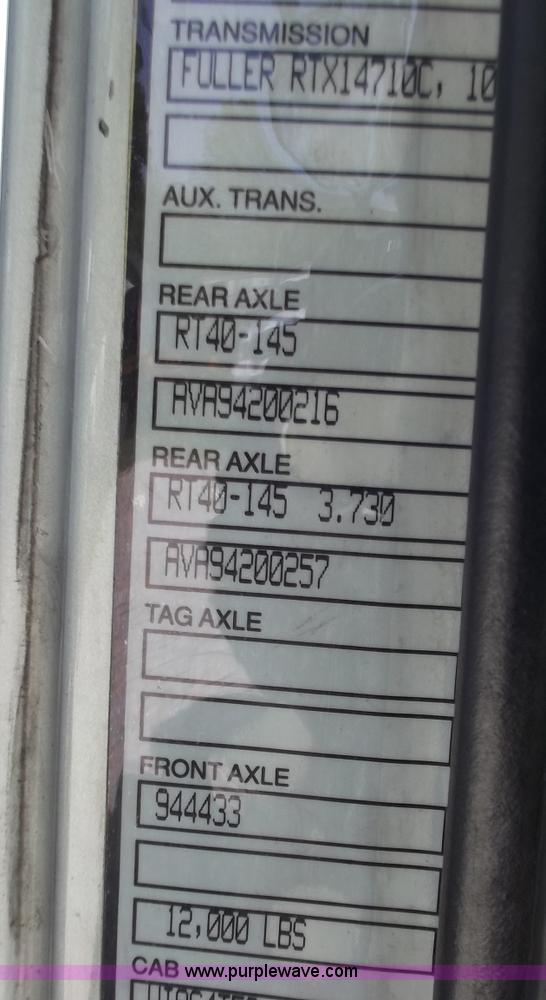 TRANSMISSION
FULLER RTX14710C, 10
AUX. TRANS.
REAR AXLE
RT40-145
AVA94200216
REAR AXLE
RT40-145 3.730
AVA94200257
TAG AXLE
FRONT AXLE
944433
12,000 LBS
CAB
www.purplewave.com